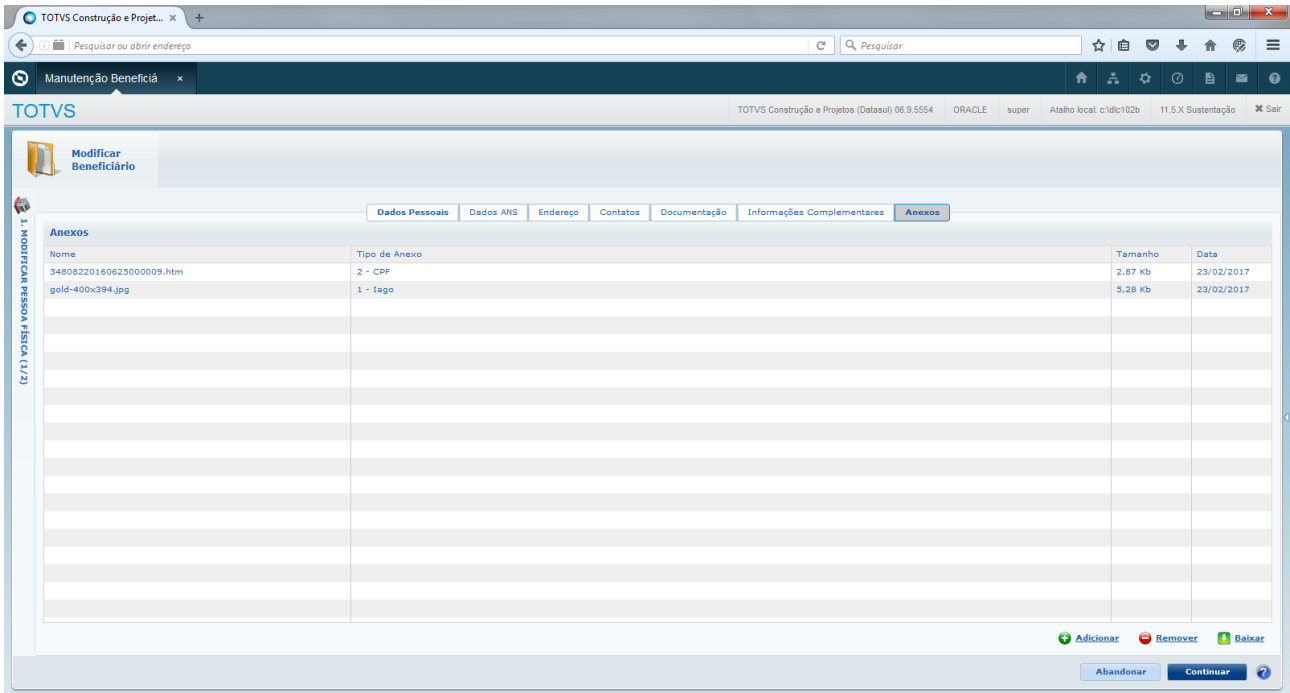 TOTVS Construção e Projet... × +
Pesquisar ou abrir endereço
Pesquisar
Manutenção Beneficiá ×
TOTVS
TOTVS Construção e Projetos (Datasul) 06.9.5554 ORACLE super Atalho local: c:\dlc102b 11.5.X Sustentação Sair
Modificar
Beneficiário
1. MODIFICAR PESSOA FÍSICA (1/2)
Dados Pessoais Dados ANS Endereço Contatos Documentação Informações Complementares Anexos
Anexos
Nome Tipo de Anexo Tamanho Data
34808220160625000009.htm 2 - CPF 2,87 Kb 23/02/2017
gold-400x394.jpg 1 - Iago 5,28 Kb 23/02/2017
Adicionar Remover Baixar
Abandonar Continuar ?